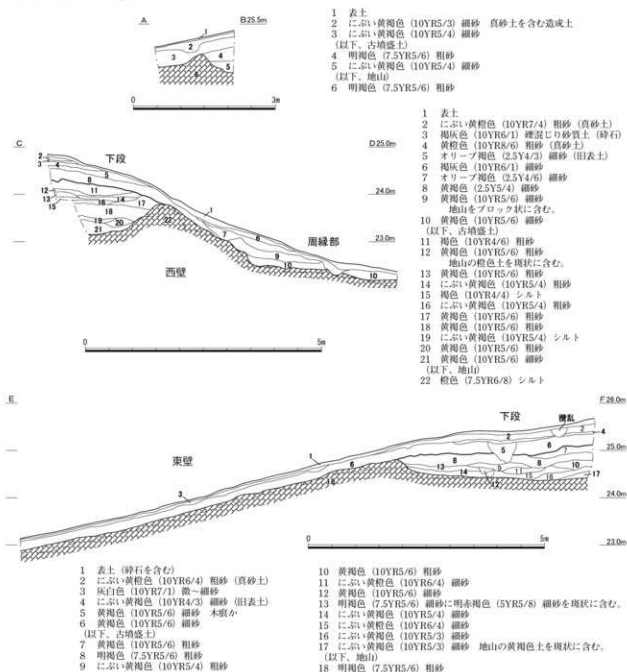 A
B25.5m
1
2
3
4
5
6
0
3m
1 表土
2 にぶい黄褐色 (10YR5/3) 細砂 真砂土を含む造成土
3 にぶい黄褐色 (10YR5/4) 細砂
(以下、古墳盛土)
4 明褐色 (7.5YR5/6) 粗砂
5 にぶい黄褐色 (10YR5/4) 細砂
(以下、地山)
6 明褐色 (7.5YR5/6) 粗砂
C
D25.0m
下段
24.0m
周縁部
23.0m
西壁
0
5m
1 表土
2 にぶい黄橙色 (10YR7/4) 粗砂 (真砂土)
3 褐灰色 (10YR6/1) 礫混じり砂質土 (砕石)
4 黄橙色 (10YR8/6) 粗砂 (真砂土)
5 オリーブ褐色 (2.5Y4/3) 細砂 (旧表土)
6 褐灰色 (10YR6/1) 細砂
7 オリーブ褐色 (2.5Y4/6) 細砂
8 黄褐色 (2.5Y5/4) 細砂
9 黄褐色 (10YR5/6) 細砂
地山をブロック状に含む。
10 黄褐色 (10YR5/6) 細砂
(以下、古墳盛土)
11 褐色 (10YR4/6) 粗砂
12 黄褐色 (10YR5/6) 粗砂
地山の橙色土を斑状に含む。
13 黄褐色 (10YR5/6) 粗砂
14 にぶい黄褐色 (10YR5/4) 粗砂
15 褐色 (10YR4/4) シルト
16 にぶい黄褐色 (10YR5/4) 粗砂
17 黄褐色 (10YR5/6) 粗砂
18 黄褐色 (10YR5/6) 粗砂
19 にぶい黄褐色 (10YR5/4) シルト
20 黄褐色 (10YR5/6) 細砂
21 黄褐色 (10YR5/6) 細砂
(以下、地山)
22 橙色 (7.5YR6/8) シルト
E
F26.0m
下段
攪乱
25.0m
東壁
24.0m
23.0m
0
5m
1 表土 (砕石を含む)
2 にぶい黄橙色 (10YR6/4) 粗砂 (真砂土)
3 灰白色 (10YR7/1) 微～細砂
4 にぶい黄褐色 (10YR4/3) 細砂 (旧表土)
5 黄褐色 (10YR5/6) 細砂 木痕か
6 黄褐色 (10YR5/6) 細砂
(以下、古墳盛土)
7 黄褐色 (10YR5/6) 粗砂
8 明褐色 (7.5YR5/6) 粗砂
9 にぶい黄褐色 (10YR5/4) 粗砂
10 黄褐色 (10YR5/6) 粗砂
11 にぶい黄橙色 (10YR6/4) 細砂
12 黄褐色 (10YR5/6) 細砂
13 明褐色 (7.5YR5/6) 細砂に明赤褐色 (5YR5/8) 細砂を斑状に含む。
14 にぶい黄褐色 (10YR5/4) 細砂
15 にぶい黄橙色 (10YR6/4) 細砂
16 にぶい黄褐色 (10YR5/3) 細砂
17 にぶい黄褐色 (10YR5/3) 細砂 地山の黄褐色土を斑状に含む。
(以下、地山)
18 明褐色 (7.5YR5/6) 粗砂